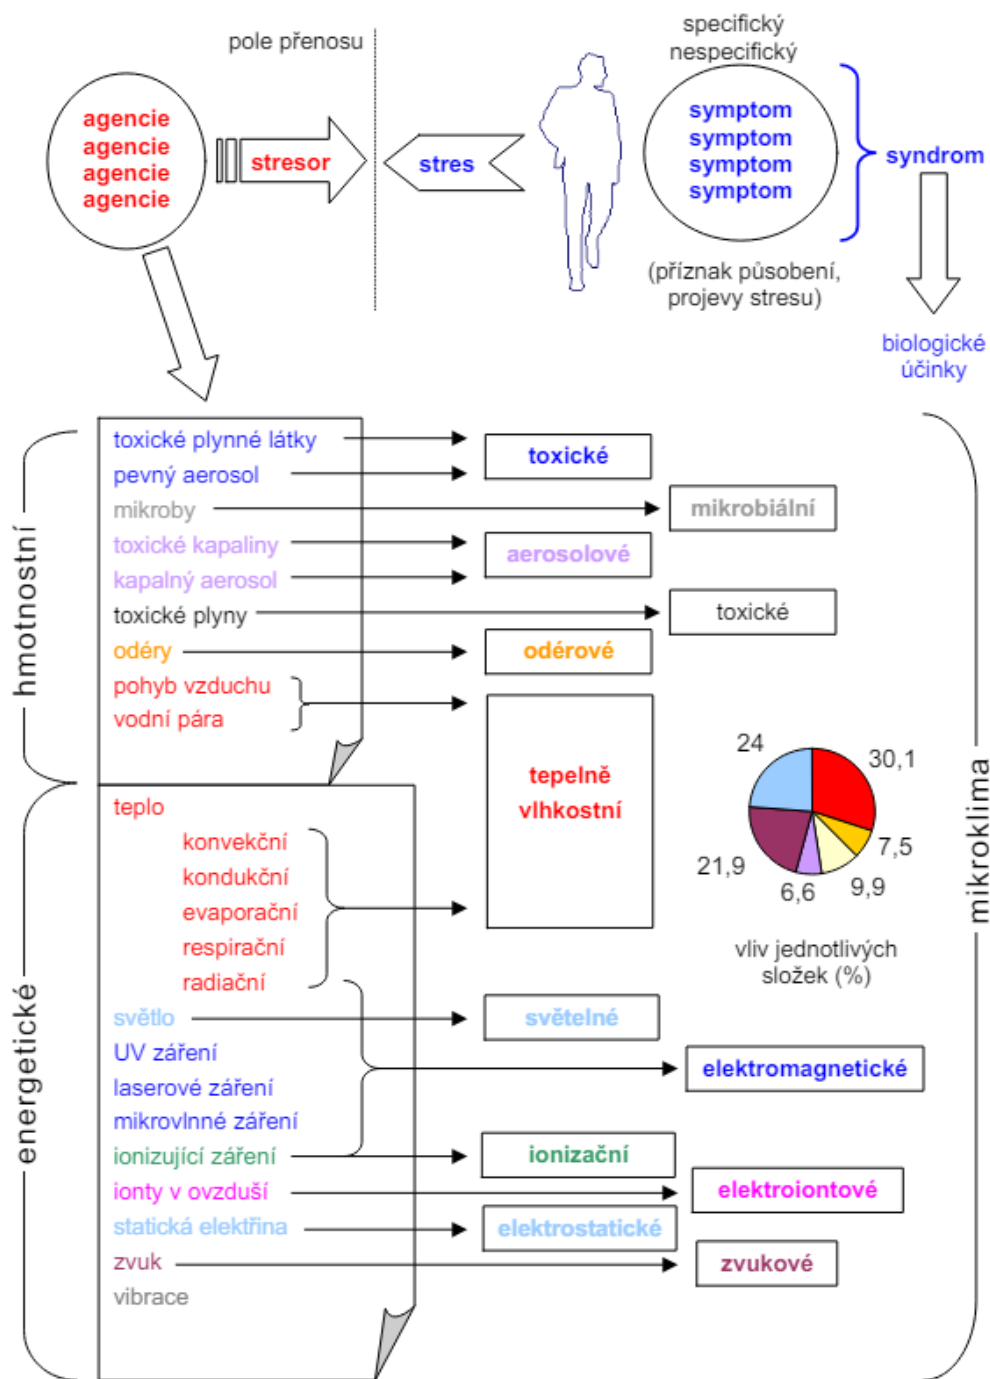 pole přenosu
specifický
nespecifický
agencie
agencie
agencie
agencie
stresor
stres
symptom
symptom
symptom
symptom
syndrom
(příznak působení,
projevy stresu)
biologické
účinky
hmotnostní
toxické plynné látky
pevný aerosol
toxické
mikroby
mikrobiální
toxické kapaliny
kapalný aerosol
aerosolové
toxické plyny
toxické
odéry
odérové
pohyb vzduchu
vodní pára
tepelně
vlhkostní
energetické
teplo
konvekční
kondukční
evaporační
respirační
radiační
24
30,1
7,5
9,9
6,6
21,9
vliv jednotlivých
složek (%)
mikroklima
světlo
světelné
UV záření
laserové záření
mikrovlnné záření
elektromagnetické
ionizující záření
ionizační
ionty v ovzduší
elektroiontové
statická elektřina
elektrostatické
zvuk
zvukové
vibrace